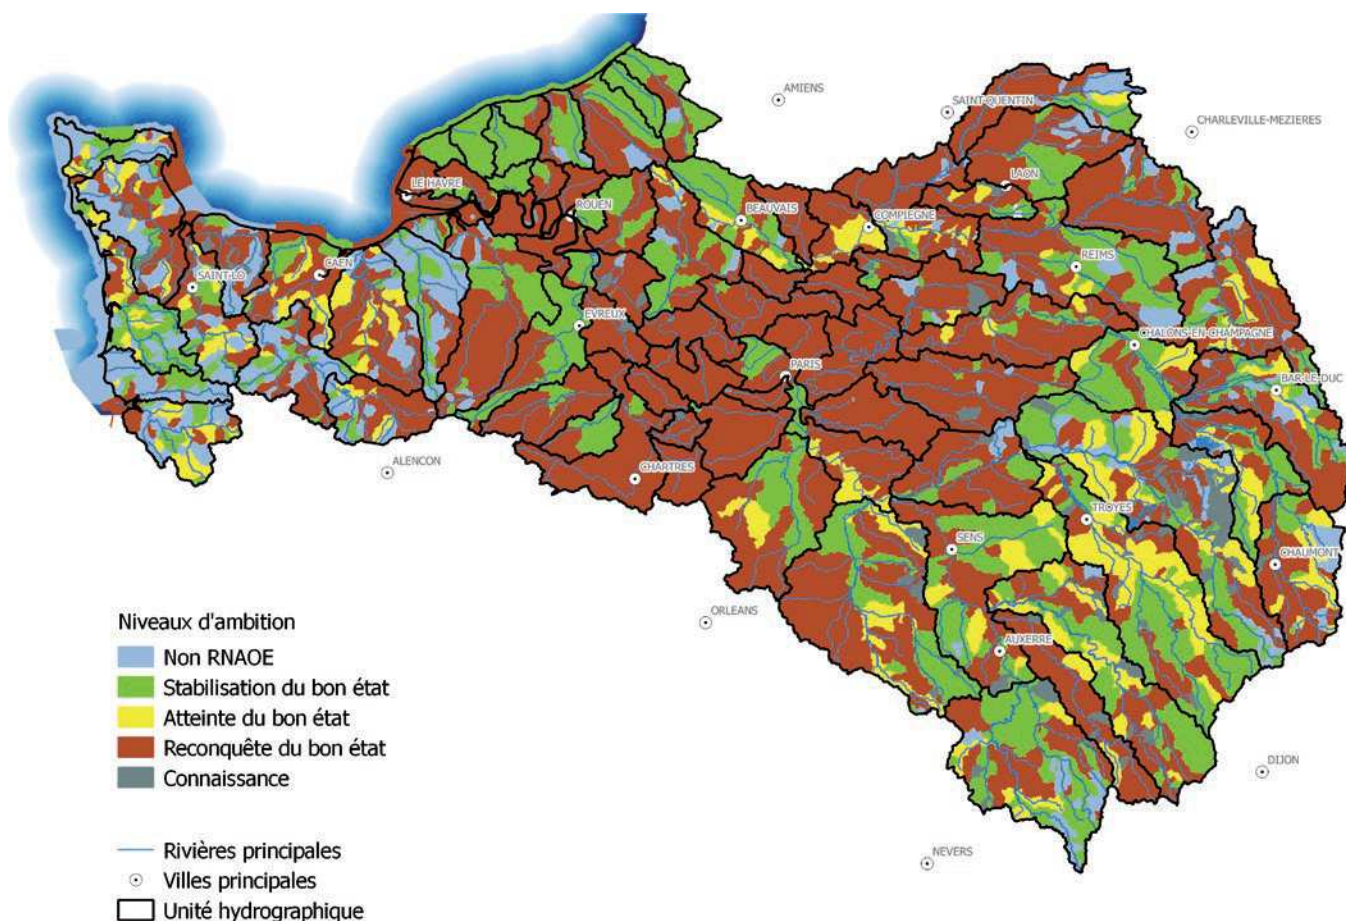 AMIENS
SAINT-QUENTIN
CHARLEVILLE-MEZIERES
LAON
LE HAVRE
ROUEN
BEAUVAIS
COMPIEGNE
REIMS
CAEN
SAINT-LO
EVREUX
CHALONS-EN-CHAMPAGNE
PARIS
BAR-LE-DUC
ALENCON
CHARTRES
TROYES
SENS
CHAUMONT
ORLEANS
AUXERRE
DIJON
NEVERS
Niveaux d'ambition
Non RNAOE
Stabilisation du bon état
Atteinte du bon état
Reconquête du bon état
Connaissance
Rivières principales
Villes principales
Unité hydrographique